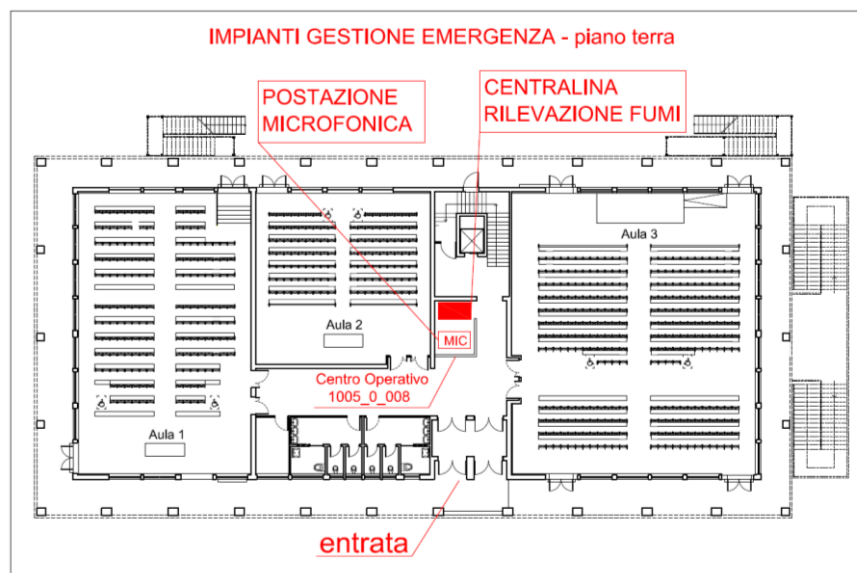 IMPIANTI GESTIONE EMERGENZA - piano terra
POSTAZIONE
MICROFONICA
CENTRALINA
RILEVAZIONE FUMI
Aula 3
Aula 2
MIC
Centro Operativo
1005_0_008
Aula 1
entrata